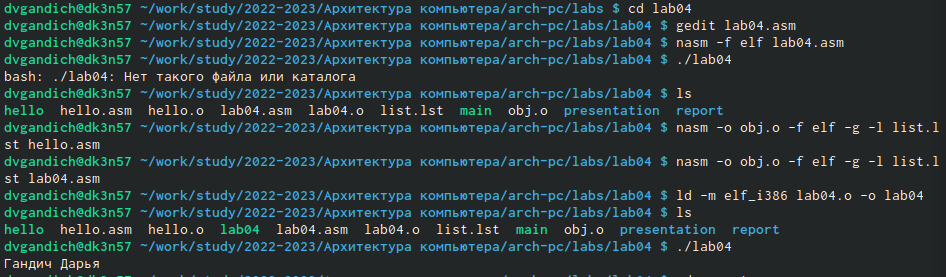 dvgandich@dk3n57 ~/work/study/2022-2023/Архитектура компьютера/arch-pc/labs $ cd lab04
dvgandich@dk3n57 ~/work/study/2022-2023/Архитектура компьютера/arch-pc/labs/lab04 $ gedit lab04.asm
dvgandich@dk3n57 ~/work/study/2022-2023/Архитектура компьютера/arch-pc/labs/lab04 $ nasm -f elf lab04.asm
dvgandich@dk3n57 ~/work/study/2022-2023/Архитектура компьютера/arch-pc/labs/lab04 $ ./lab04
bash: ./lab04: Нет такого файла или каталога
dvgandich@dk3n57 ~/work/study/2022-2023/Архитектура компьютера/arch-pc/labs/lab04 $ ls
hello hello.asm hello.o lab04.asm lab04.o list.lst main obj.o presentation report
dvgandich@dk3n57 ~/work/study/2022-2023/Архитектура компьютера/arch-pc/labs/lab04 $ nasm -o obj.o -f elf -g -l list.l
st hello.asm
dvgandich@dk3n57 ~/work/study/2022-2023/Архитектура компьютера/arch-pc/labs/lab04 $ nasm -o obj.o -f elf -g -l list.l
st lab04.asm
dvgandich@dk3n57 ~/work/study/2022-2023/Архитектура компьютера/arch-pc/labs/lab04 $ ld -m elf_i386 lab04.o -o lab04
dvgandich@dk3n57 ~/work/study/2022-2023/Архитектура компьютера/arch-pc/labs/lab04 $ ls
hello hello.asm hello.o lab04 lab04.asm lab04.o list.lst main obj.o presentation report
dvgandich@dk3n57 ~/work/study/2022-2023/Архитектура компьютера/arch-pc/labs/lab04 $ ./lab04
Гандич Дарья